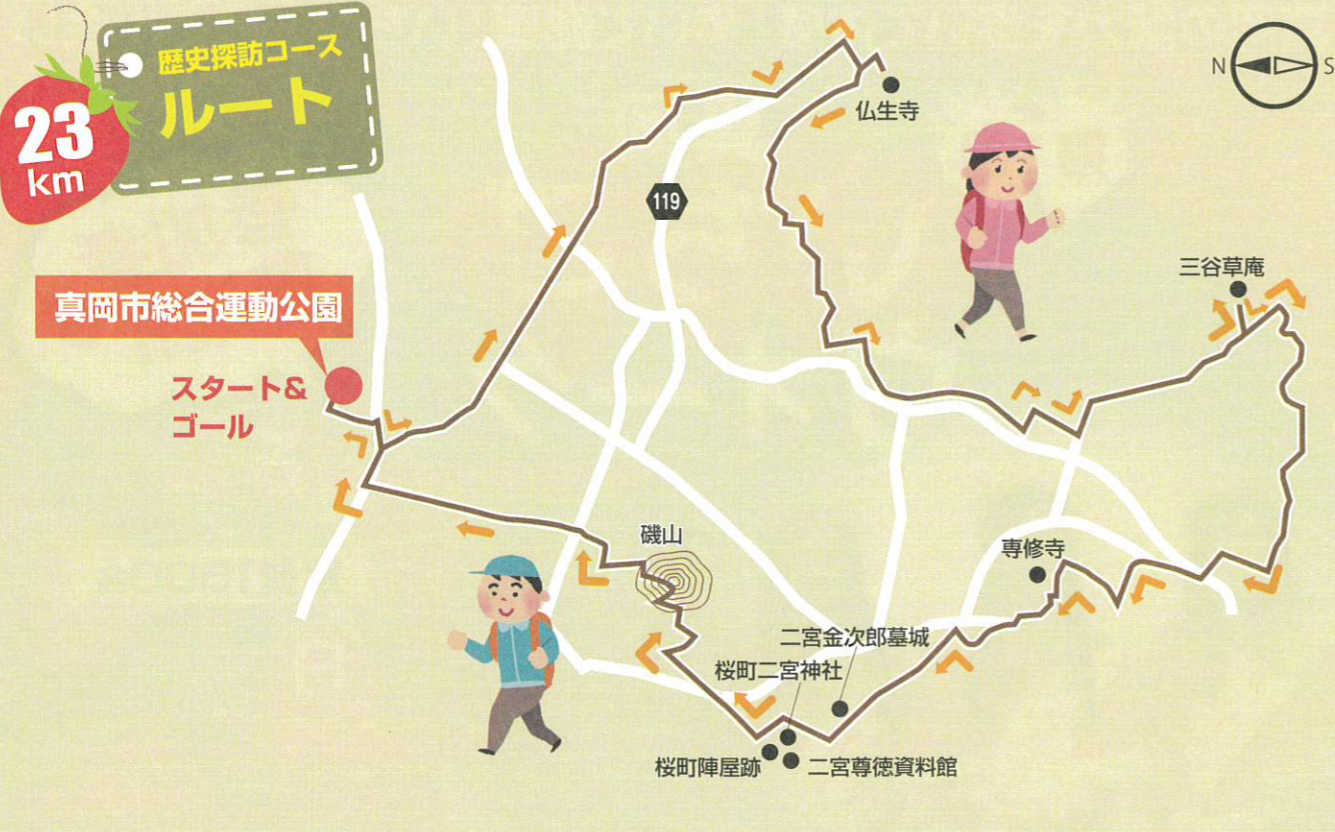 歴史探訪コース
ルート
23
km
N
S
仏生寺
119
三谷草庵
真岡市総合運動公園
スタート&
ゴール
磯山
専修寺
二宮金次郎墓城
桜町二宮神社
桜町陣屋跡
二宮尊徳資料館